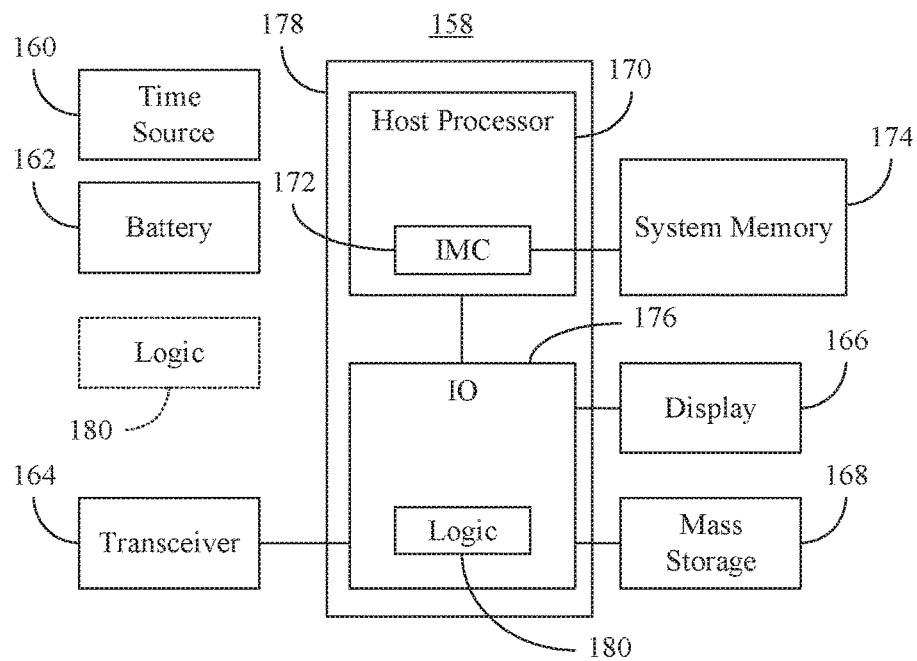 158
178
160
Time
Source
170
Host Processor
174
162
Battery
172
IMC
System Memory
176
Logic
180
IO
166
Display
164
Transceiver
Logic
168
Mass
Storage
180